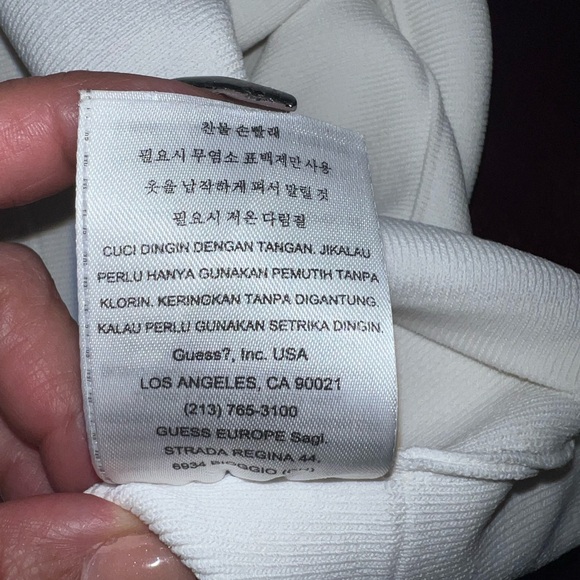 찬물 손빨래
필요시 무염소 표백제만 사용
옷을 납작하게 펴서 말릴 것
필요시 저온 다림질
CUCI DINGIN DENGAN TANGAN. JIKALAU
PERLU HANYA GUNAKAN PEMUTIH TANPA
KLORIN. KERINGKAN TANPA DIGANTUNG.
KALAU PERLU GUNAKAN SETRIKA DINGIN.
Guess?, Inc. USA
LOS ANGELES, CA 90021
(213) 765-3100
GUESS EUROPE Sagl.
STRADA REGINA 44.
6934 BIOGGIO (CH)